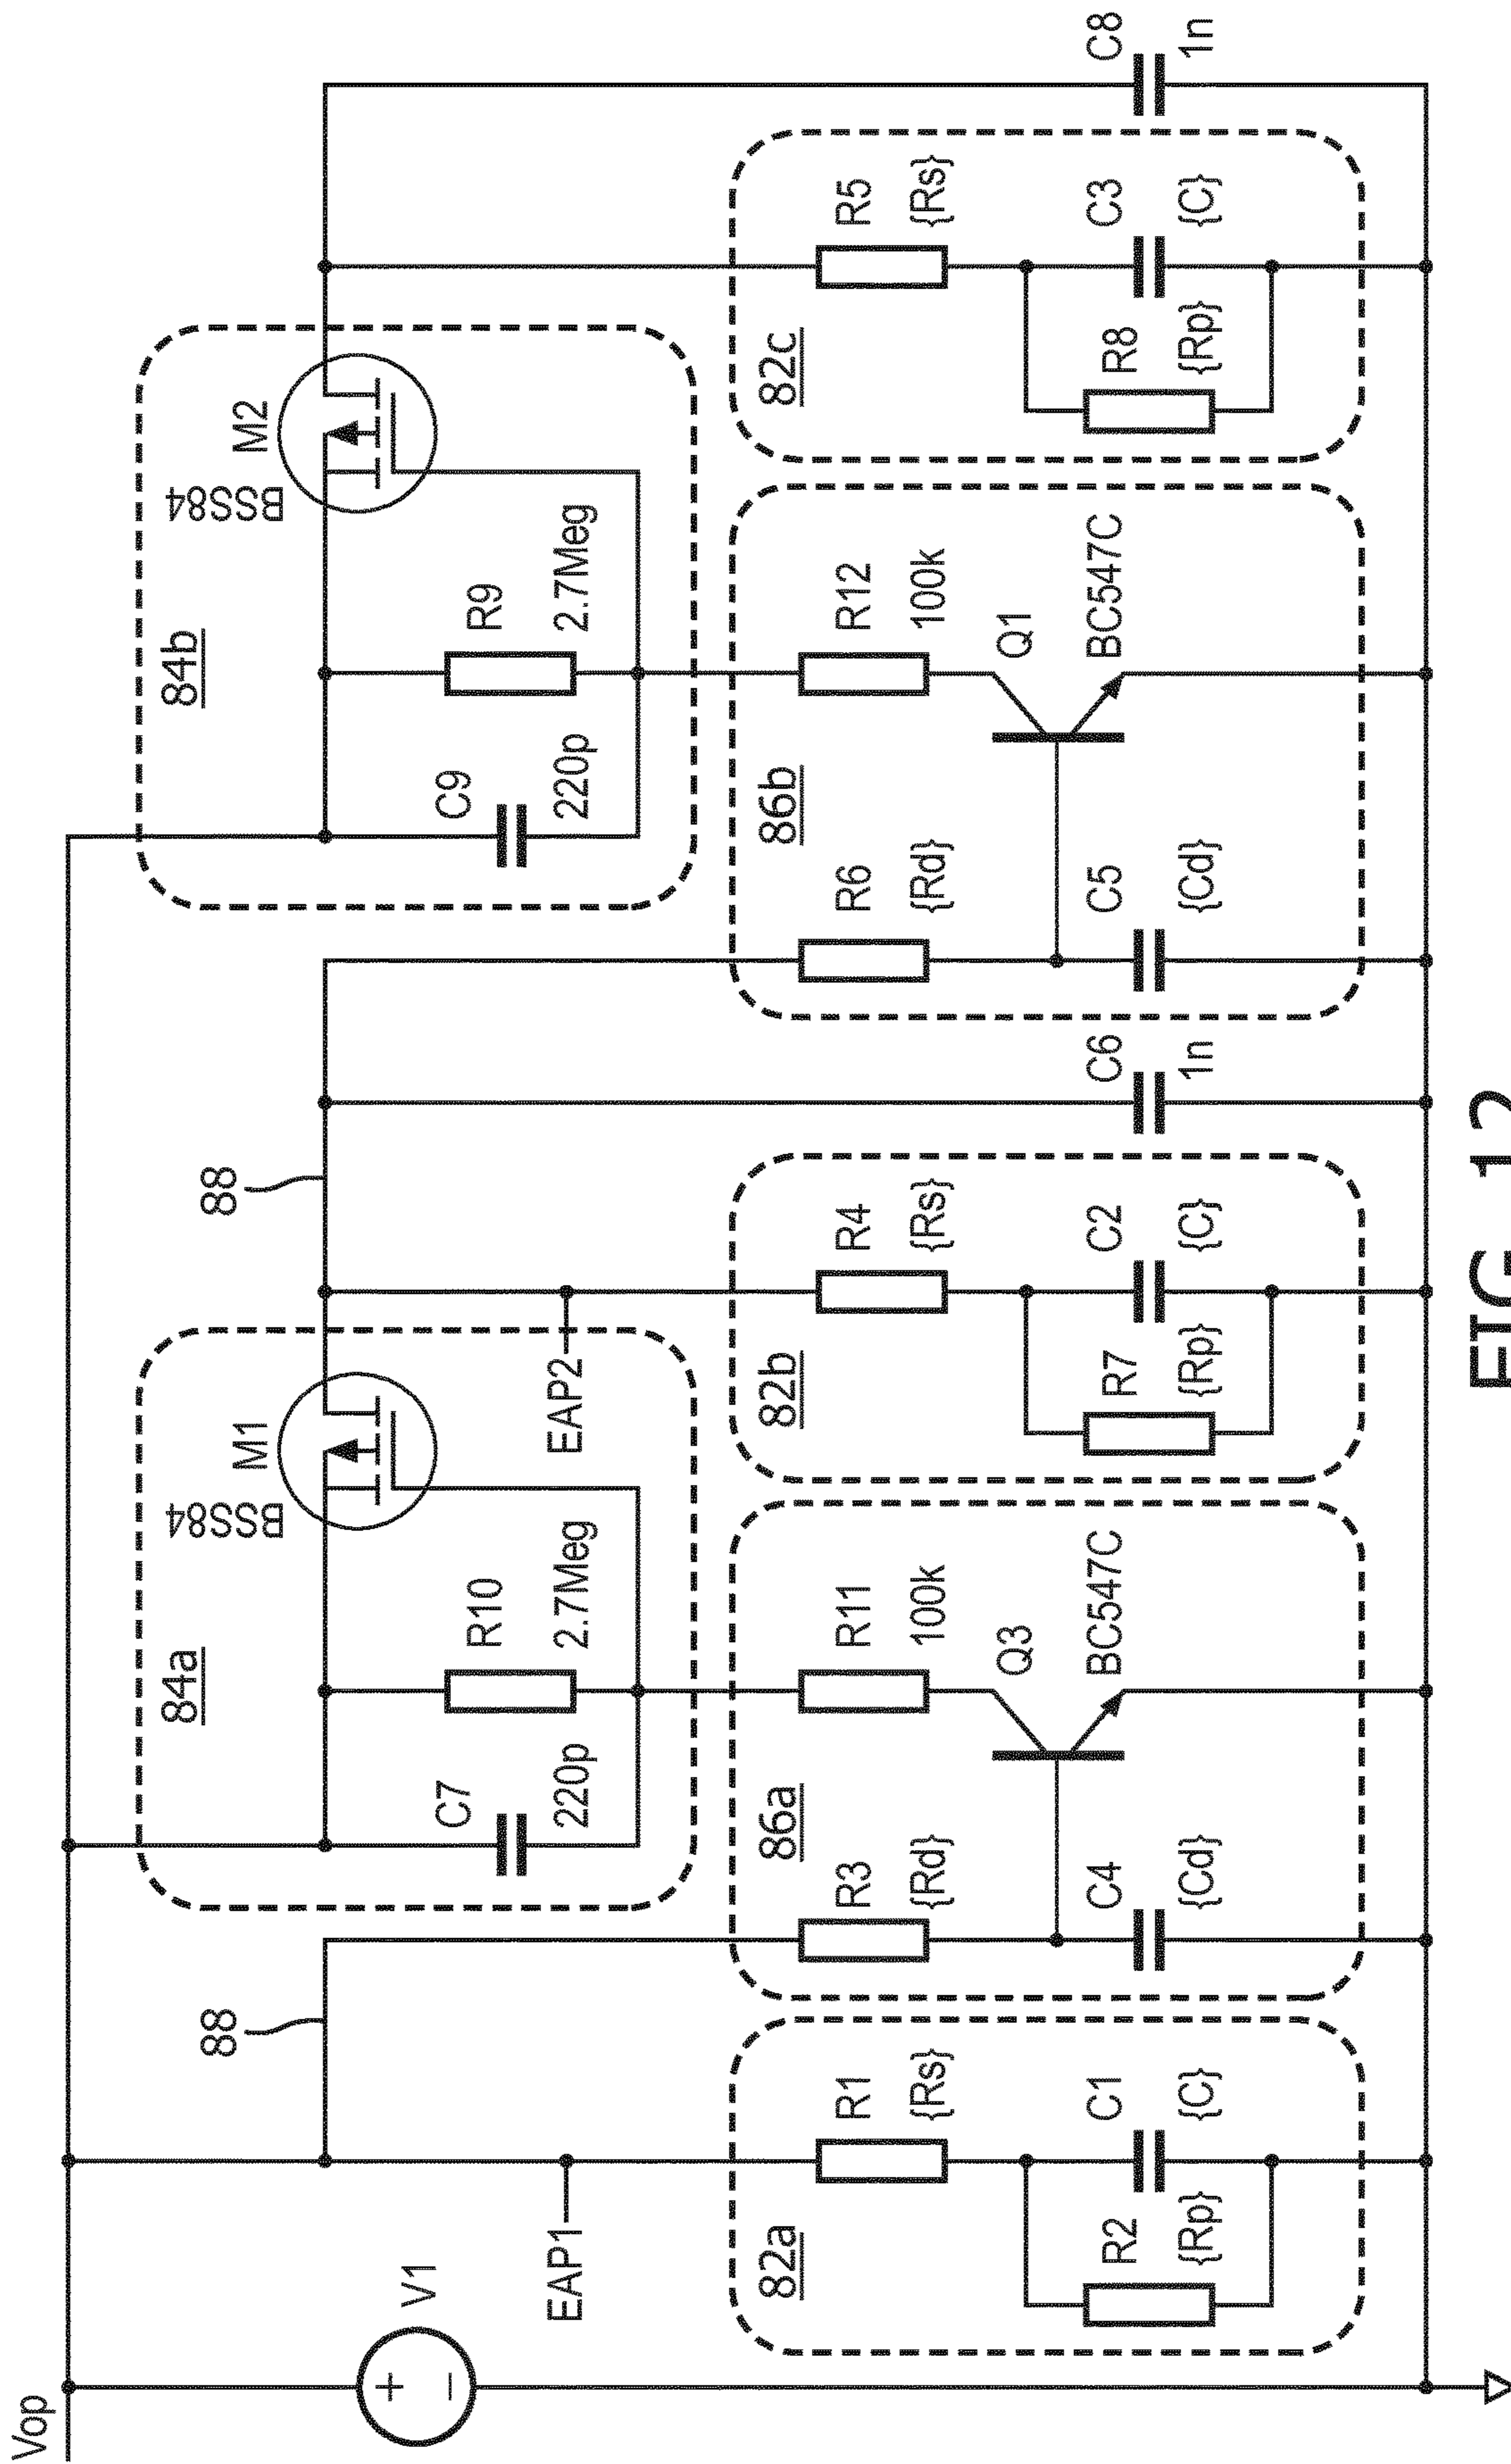 Vop
V1
EAP1
82a
R1
{Rs}
R2
{Rp}
C1
{C}
88
84a
C7
220p
R10
2.7Meg
M1
BSS84
86a
R3
{Rd}
C4
{Cd}
R11
100k
Q3
BC547C
EAP2
82b
R4
{Rs}
R7
{Rp}
C2
{C}
88
C6
1n
84b
C9
220p
R9
2.7Meg
M2
BSS84
86b
R6
{Rd}
C5
{Cd}
R12
100k
Q1
BC547C
82c
R5
{Rs}
R8
{Rp}
C3
{C}
C8
1n
FIG. 12